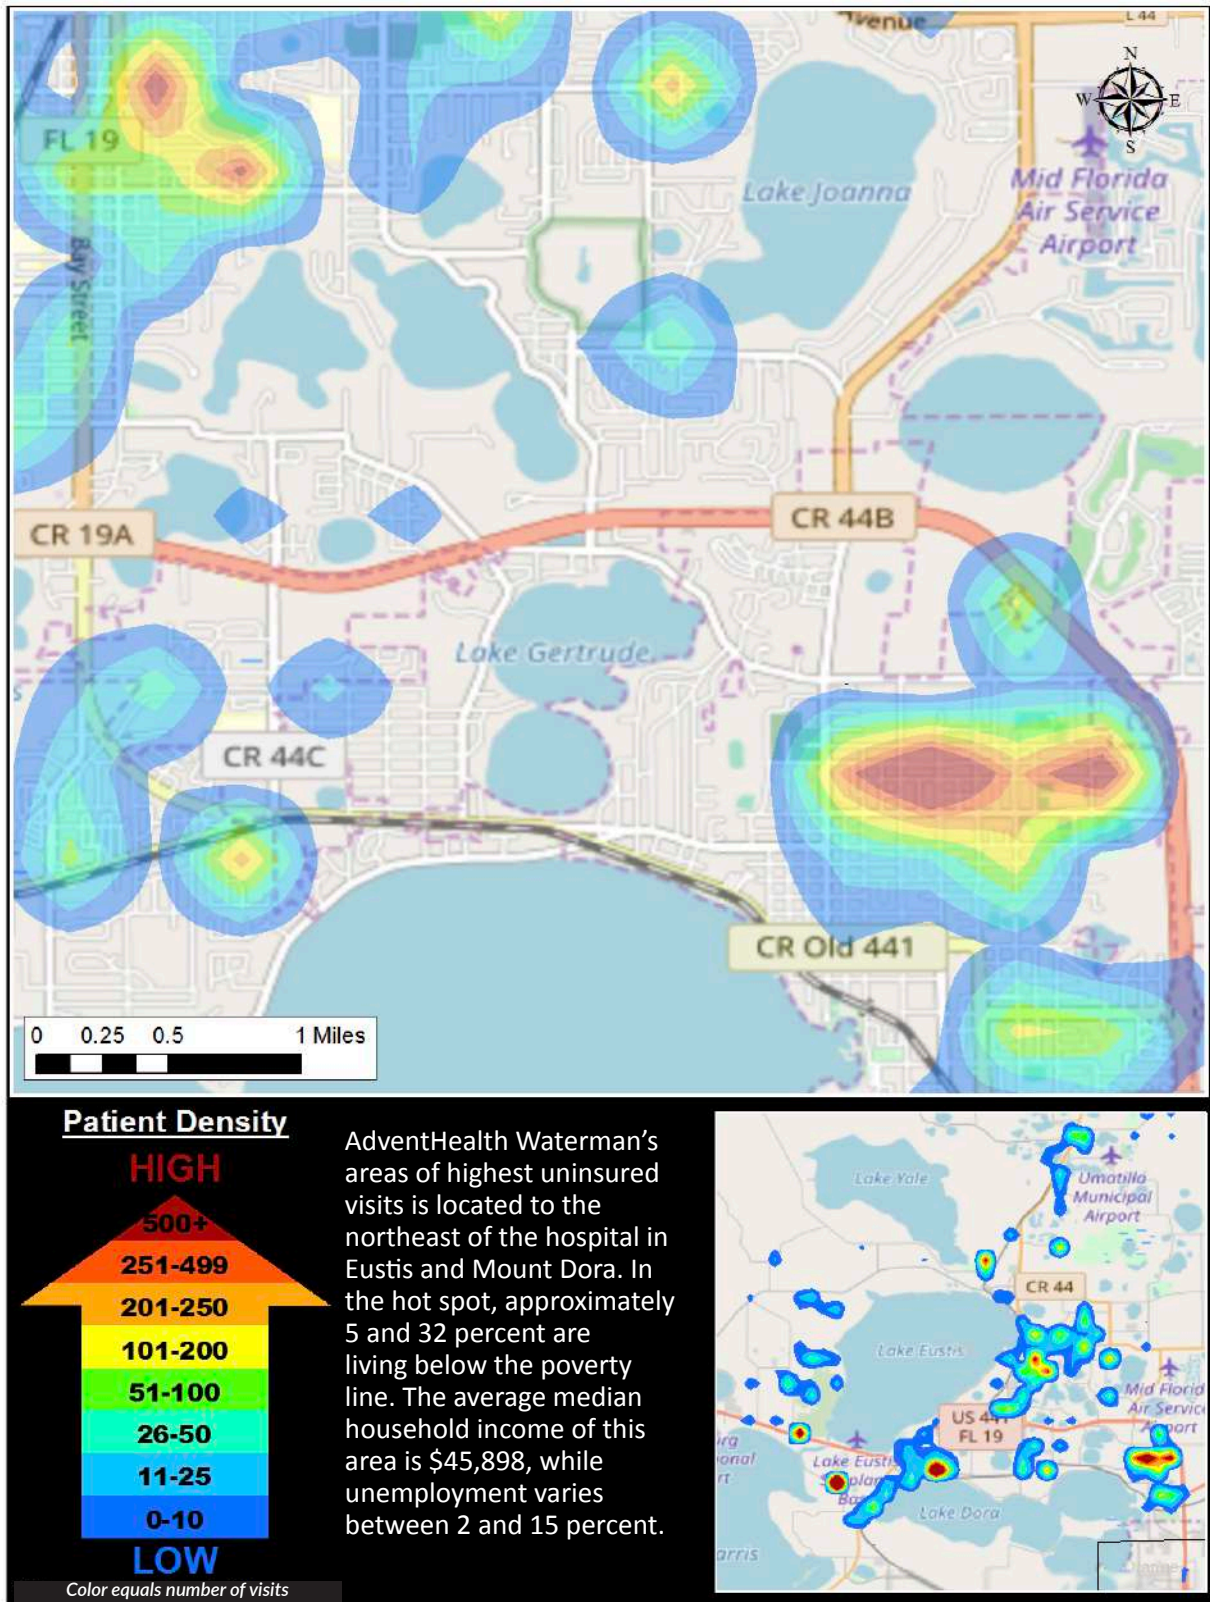 Avenue
L 44
N
W
E
S
FL 19
Lake Joanna
Mid Florida
Air Service
Airport
Bay Street
CR 19A
CR 44B
Lake Gertrude
CR 44C
CR Old 441
0 0.25 0.5 1 Miles
Patient Density
HIGH
500+
251-499
201-250
101-200
51-100
26-50
11-25
0-10
LOW
Color equals number of visits
AdventHealth Waterman’s
areas of highest uninsured
visits is located to the
northeast of the hospital in
Eustis and Mount Dora. In
the hot spot, approximately
5 and 32 percent are
living below the poverty
line. The average median
household income of this
area is $45,898, while
unemployment varies
between 2 and 15 percent.
Lake Yale
Umatilla
Municipal
Airport
CR 44
Lake Eustis
Mid Florid
Air Service
Airport
US 441
FL 19
Lake Eustis
Lake Dora
arris